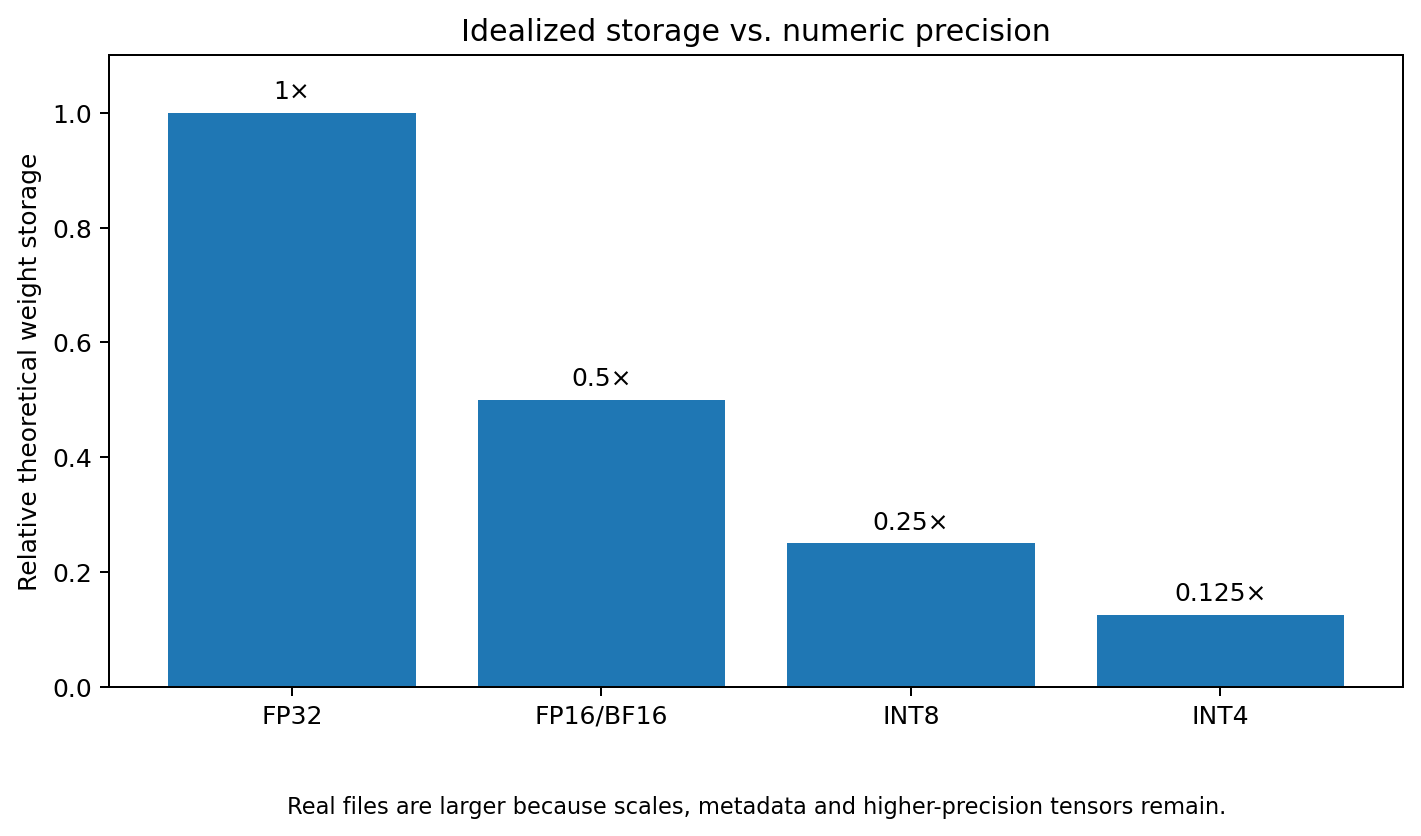 Idealized storage vs. numeric precision
Relative theoretical weight storage
1.0
0.8
0.6
0.4
0.2
0.0
1×
0.5×
0.25×
0.125×
FP32
FP16/BF16
INT8
INT4
Real files are larger because scales, metadata and higher-precision tensors remain.